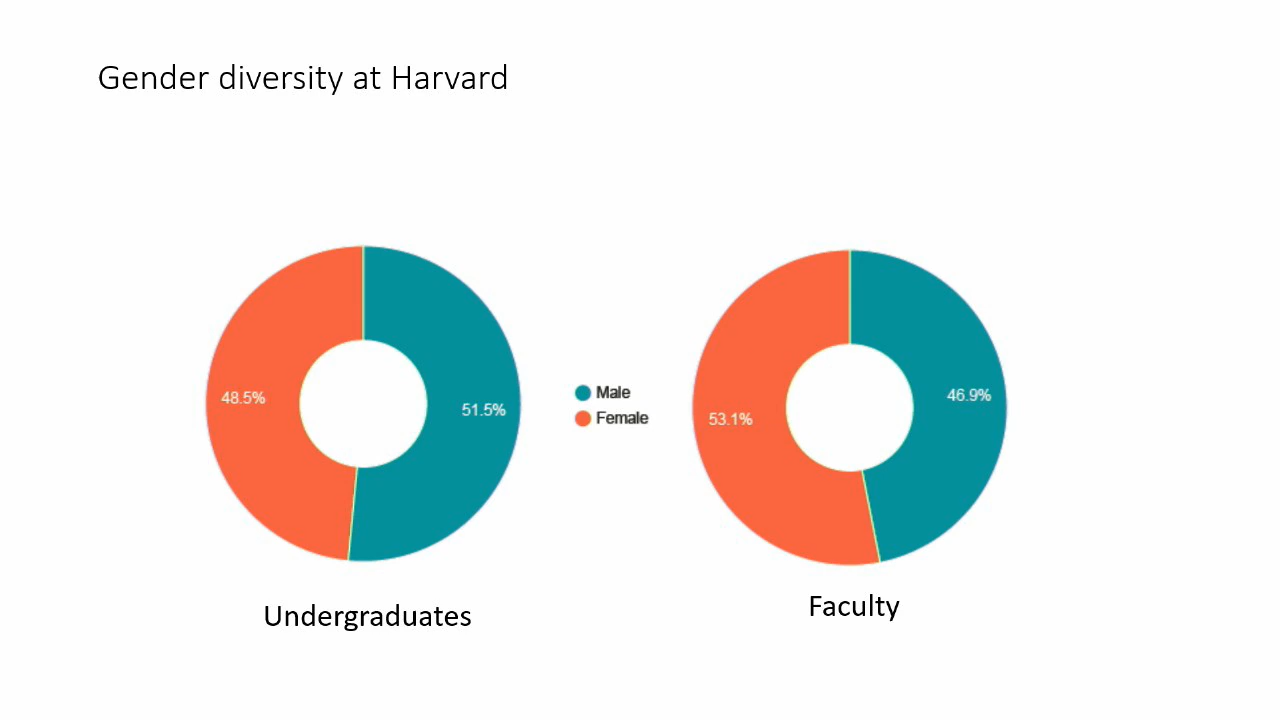 Gender diversity at Harvard
48.5%
51.5%
Male
Female
53.1%
46.9%
Undergraduates
Faculty